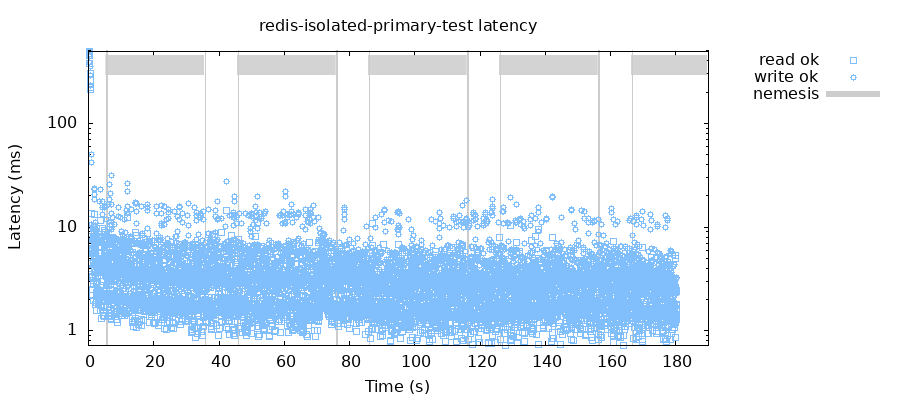 redis-isolated-primary-test latency
read ok
write ok
nemesis
Latency (ms)
100
10
1
0 20 40 60 80 100 120 140 160 180
Time (s)